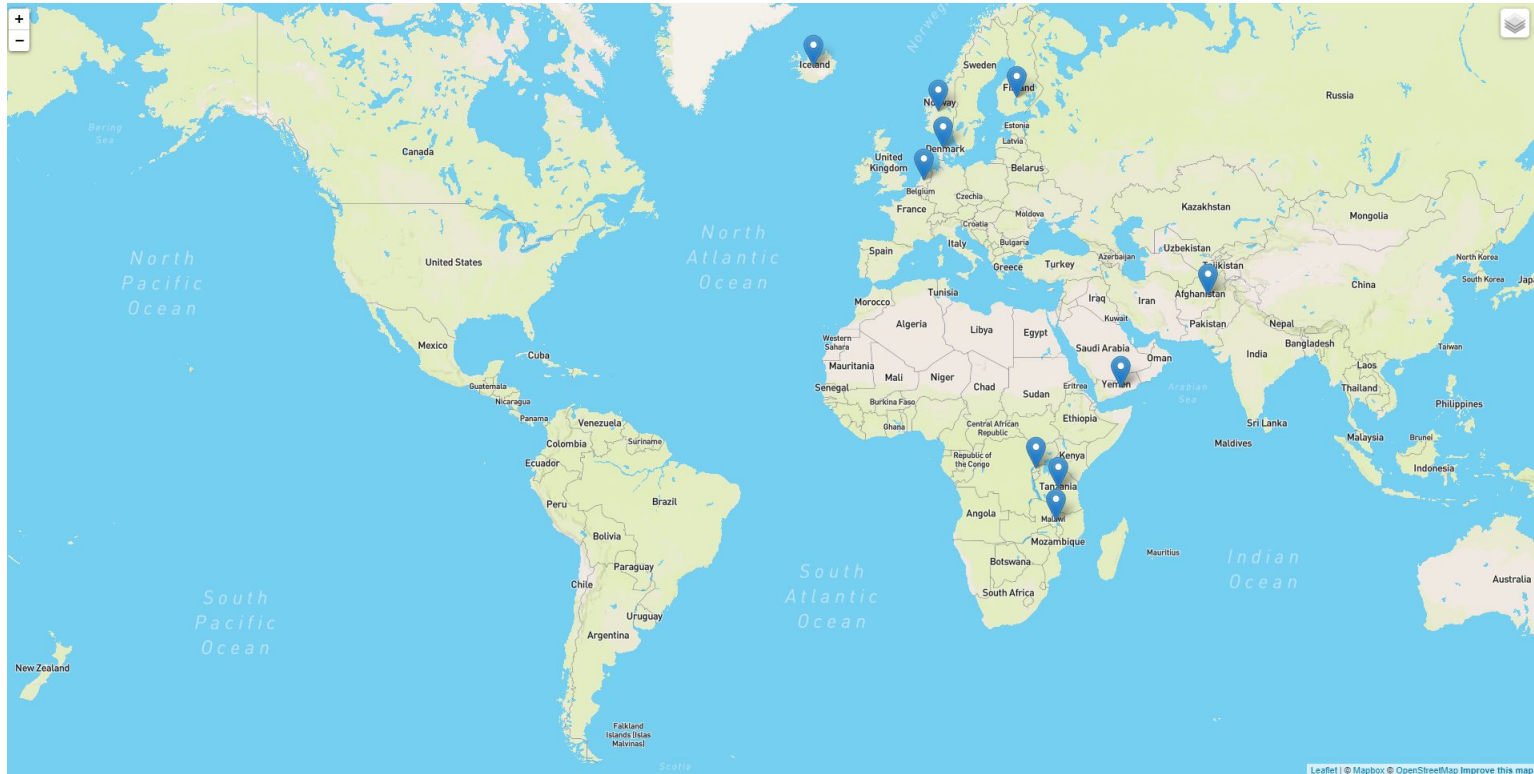 +
−
Norwegi
Iceland
Sweden
Finland
Norway
Russia
Bering
Sea
Canada
Estonia
Latvia
Denmark
United
Kingdom
Belarus
Belgium
Czechia
France
Moldova
Croatia
Kazakhstan
Mongolia
North
Atlantic
Ocean
Spain
Italy
Bulgaria
Greece
Turkey
Azerbaijan
Uzbekistan
Tajikistan
North Korea
South Korea
Japa
China
United States
North
Pacific
Ocean
Morocco
Tunisia
Iraq
Iran
Afghanistan
Algeria
Libya
Egypt
Kuwait
Pakistan
Nepal
Bangladesh
Western
Sahara
Saudi Arabia
Oman
India
Taiwan
Mexico
Cuba
Mauritania
Mali
Niger
Chad
Sudan
Eritrea
Yemen
Arabian
Sea
Laos
Thailand
Guatemala
Nicaragua
Panama
Senegal
Burkina Faso
Ghana
Central African
Republic
Ethiopia
Philippines
Venezuela
Colombia
Suriname
Ecuador
Sri Lanka
Maldives
Malaysia
Brunei
Indonesia
Republic of
the Congo
Kenya
Tanzania
Peru
Brazil
Angola
Malawi
Mozambique
Mauritius
Bolivia
Paraguay
Botswana
South Africa
Indian
Ocean
Australia
Chile
Uruguay
Argentina
South
Atlantic
Ocean
South
Pacific
Ocean
New Zealand
Falkland
Islands (Islas
Malvinas)
Scotia
Leaflet | © Mapbox © OpenStreetMap Improve this map